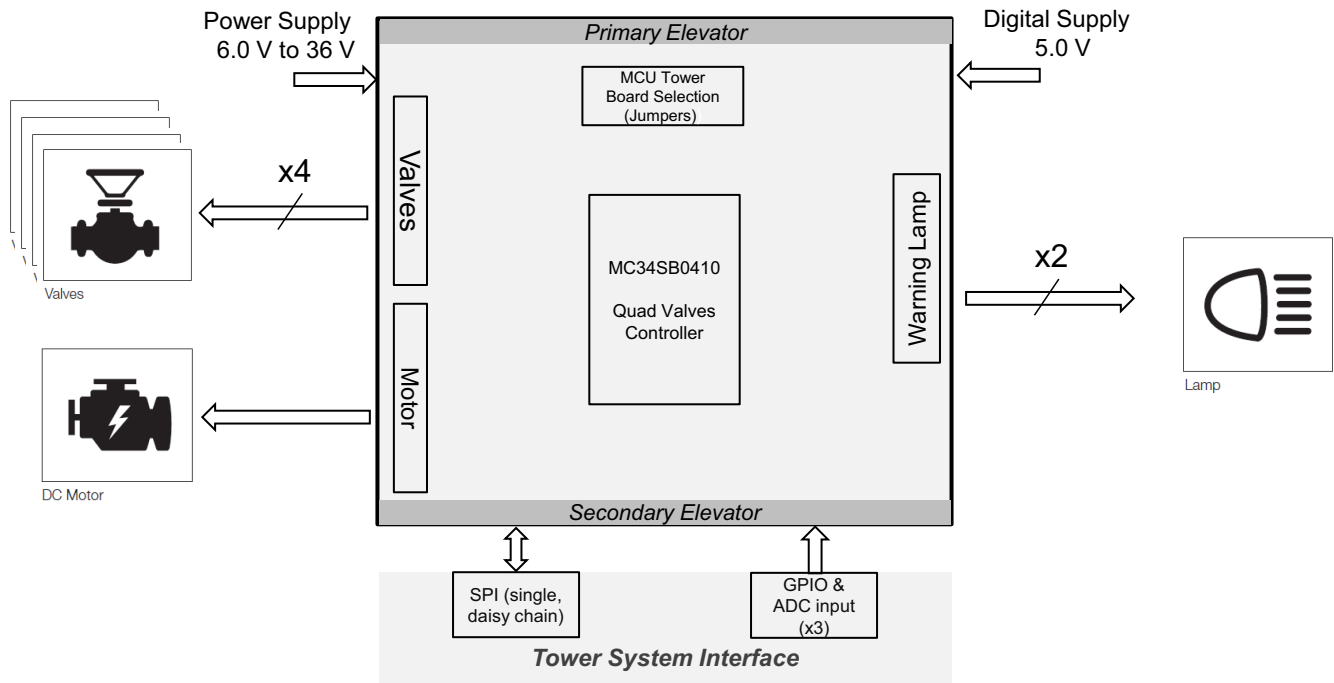 Power Supply
6.0 V to 36 V
Primary Elevator
Digital Supply
5.0 V
MCU Tower
Board Selection
(Jumpers)
Valves
x4
Valves
MC34SB0410
Quad Valves
Controller
Warning Lamp
x2
Lamp
Motor
DC Motor
Secondary Elevator
SPI (single,
daisy chain)
GPIO &
ADC input
(x3)
Tower System Interface